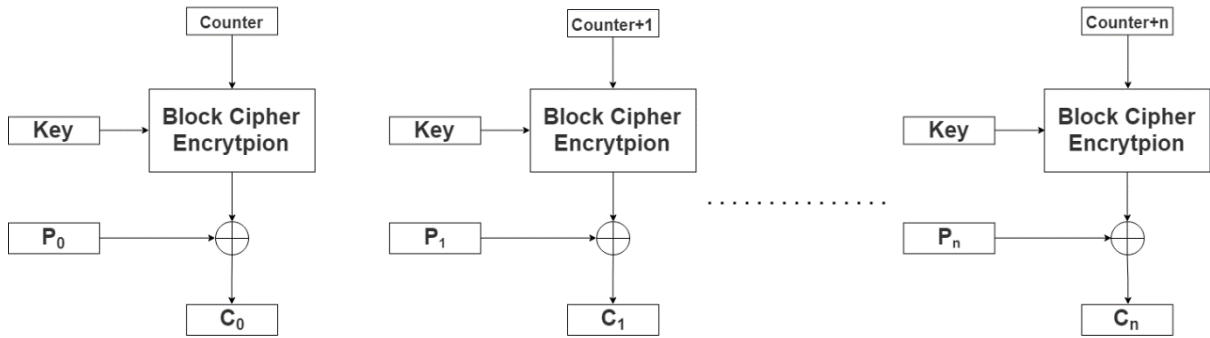 Counter
Counter+1
Counter+n
Block Cipher
Encrytpion
Block Cipher
Encrytpion
Block Cipher
Encrytpion
Key
Key
Key
P₀
P₁
Pₙ
C₀
C₁
Cₙ